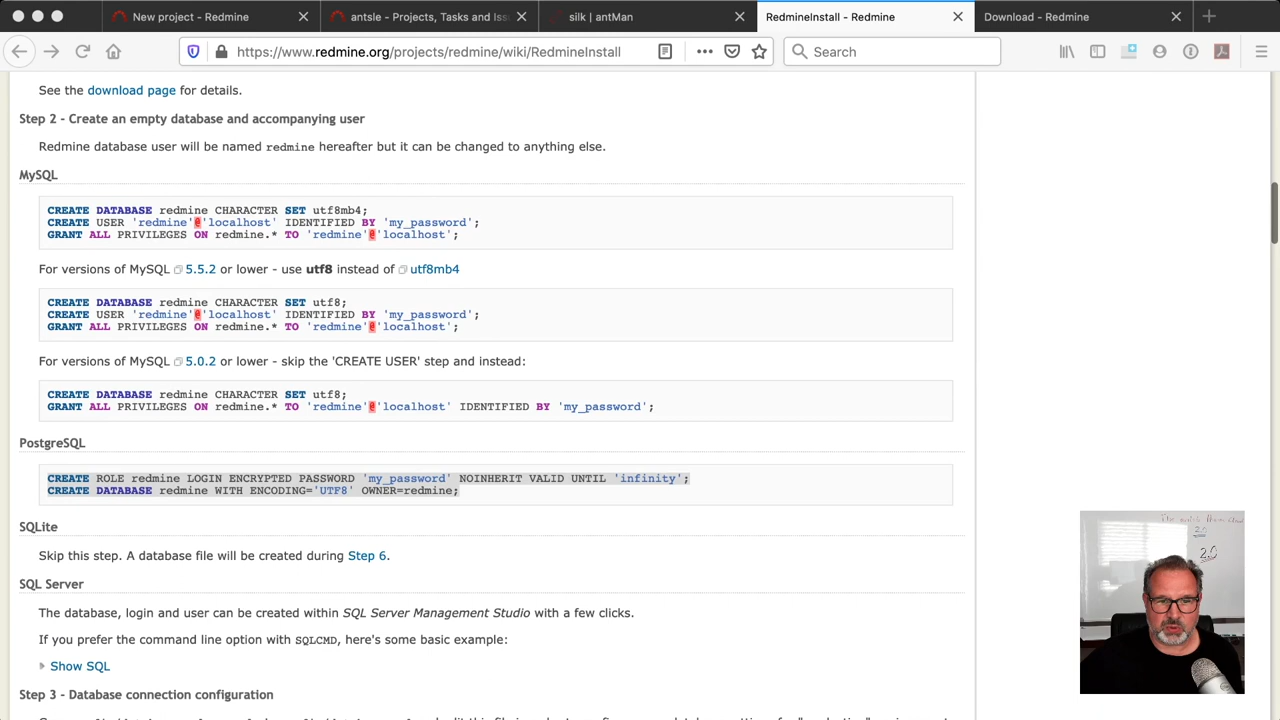 New project - Redmine
antsle - Projects, Tasks and Iss
silk | antMan
RedmineInstall - Redmine
Download - Redmine
https://www.redmine.org/projects/redmine/wiki/RedmineInstall
Search
See the download page for details.
Step 2 - Create an empty database and accompanying user
Redmine database user will be named redmine hereafter but it can be changed to anything else.
MySQL
CREATE DATABASE redmine CHARACTER SET utf8mb4;
CREATE USER 'redmine'@'localhost' IDENTIFIED BY 'my_password';
GRANT ALL PRIVILEGES ON redmine.* TO 'redmine'@'localhost';
For versions of MySQL 5.5.2 or lower - use utf8 instead of utf8mb4
CREATE DATABASE redmine CHARACTER SET utf8;
CREATE USER 'redmine'@'localhost' IDENTIFIED BY 'my_password';
GRANT ALL PRIVILEGES ON redmine.* TO 'redmine'@'localhost';
For versions of MySQL 5.0.2 or lower - skip the 'CREATE USER' step and instead:
CREATE DATABASE redmine CHARACTER SET utf8;
GRANT ALL PRIVILEGES ON redmine.* TO 'redmine'@'localhost' IDENTIFIED BY 'my_password';
PostgreSQL
CREATE ROLE redmine LOGIN ENCRYPTED PASSWORD 'my_password' NOINHERIT VALID UNTIL 'infinity';
CREATE DATABASE redmine WITH ENCODING='UTF8' OWNER=redmine;
SQLite
Skip this step. A database file will be created during Step 6.
SQL Server
The database, login and user can be created within SQL Server Management Studio with a few clicks.
If you prefer the command line option with SQLCMD, here's some basic example:
Show SQL
Step 3 - Database connection configuration
2.0
2.0